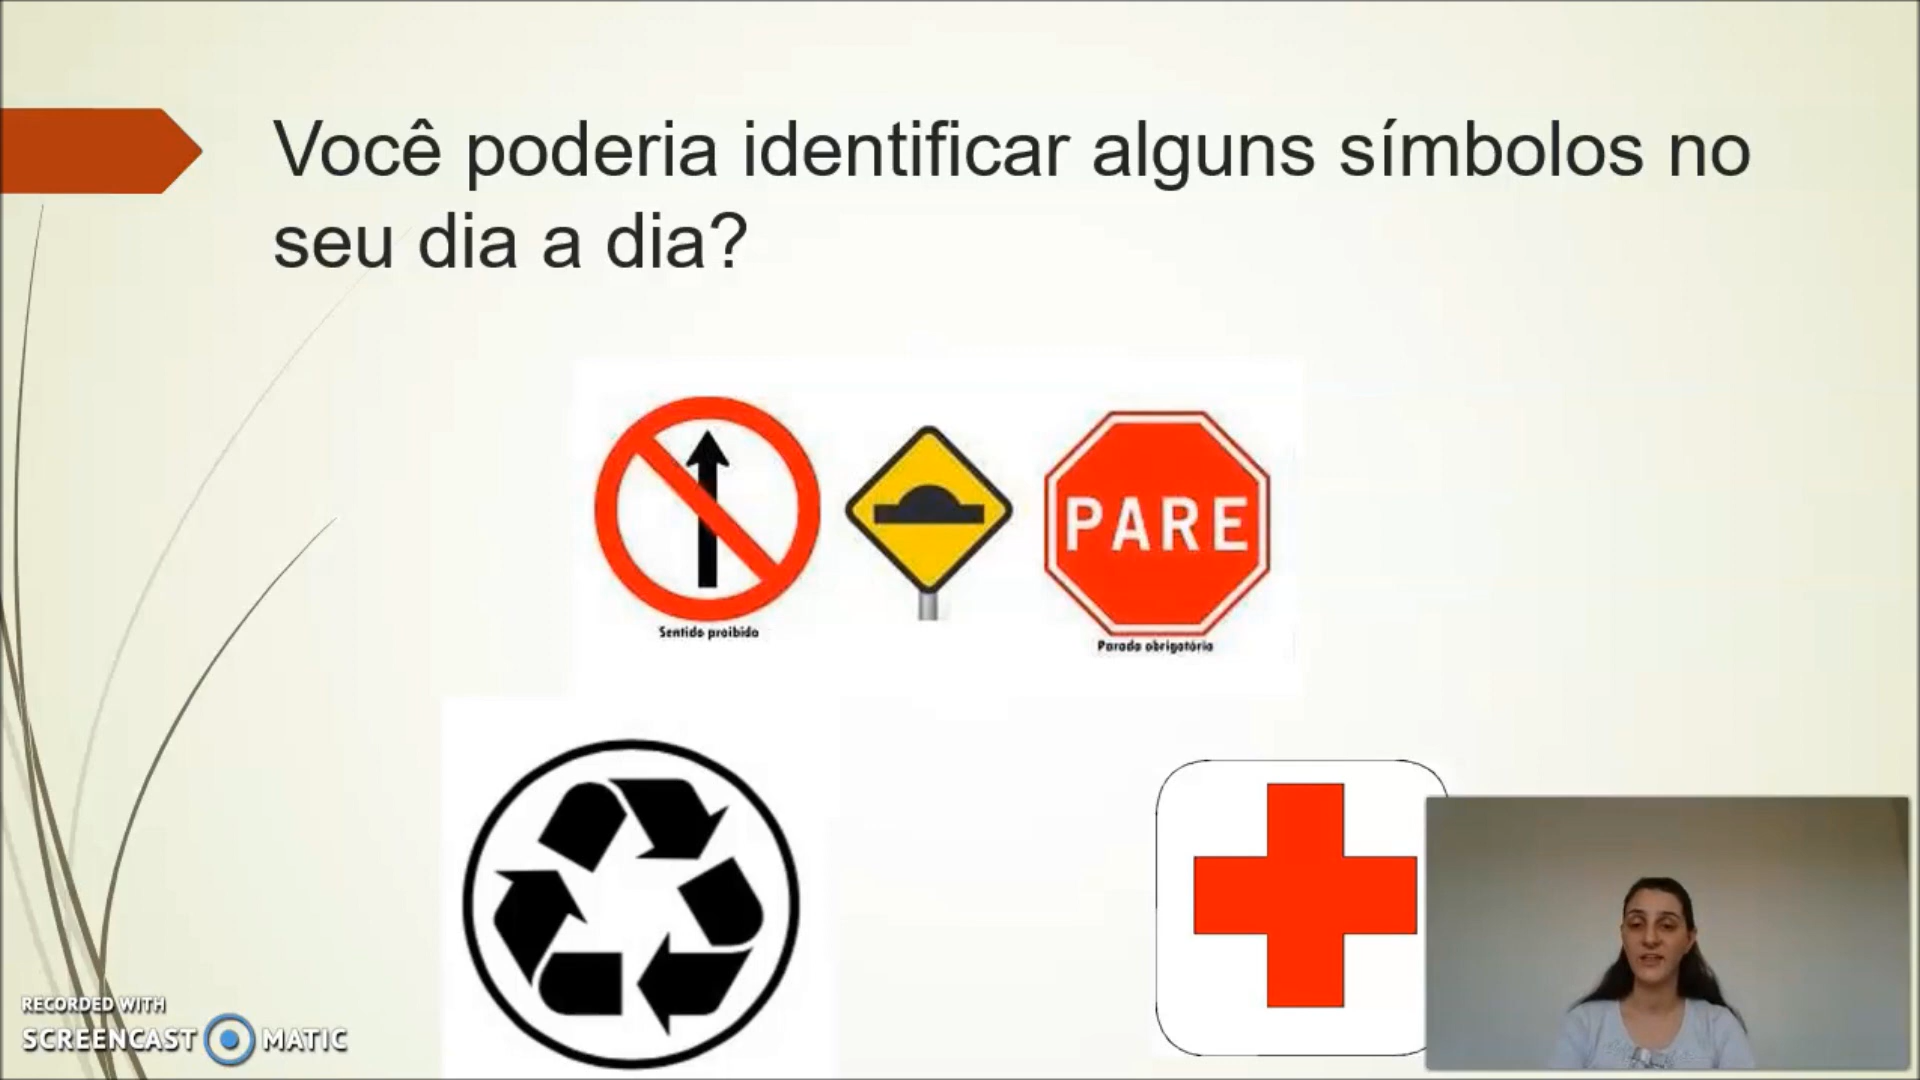 Você poderia identificar alguns símbolos no
seu dia a dia?
PARE
Sentido proibido
Parada obrigatória
RECORDED WITH
SCREENCAST MATIC